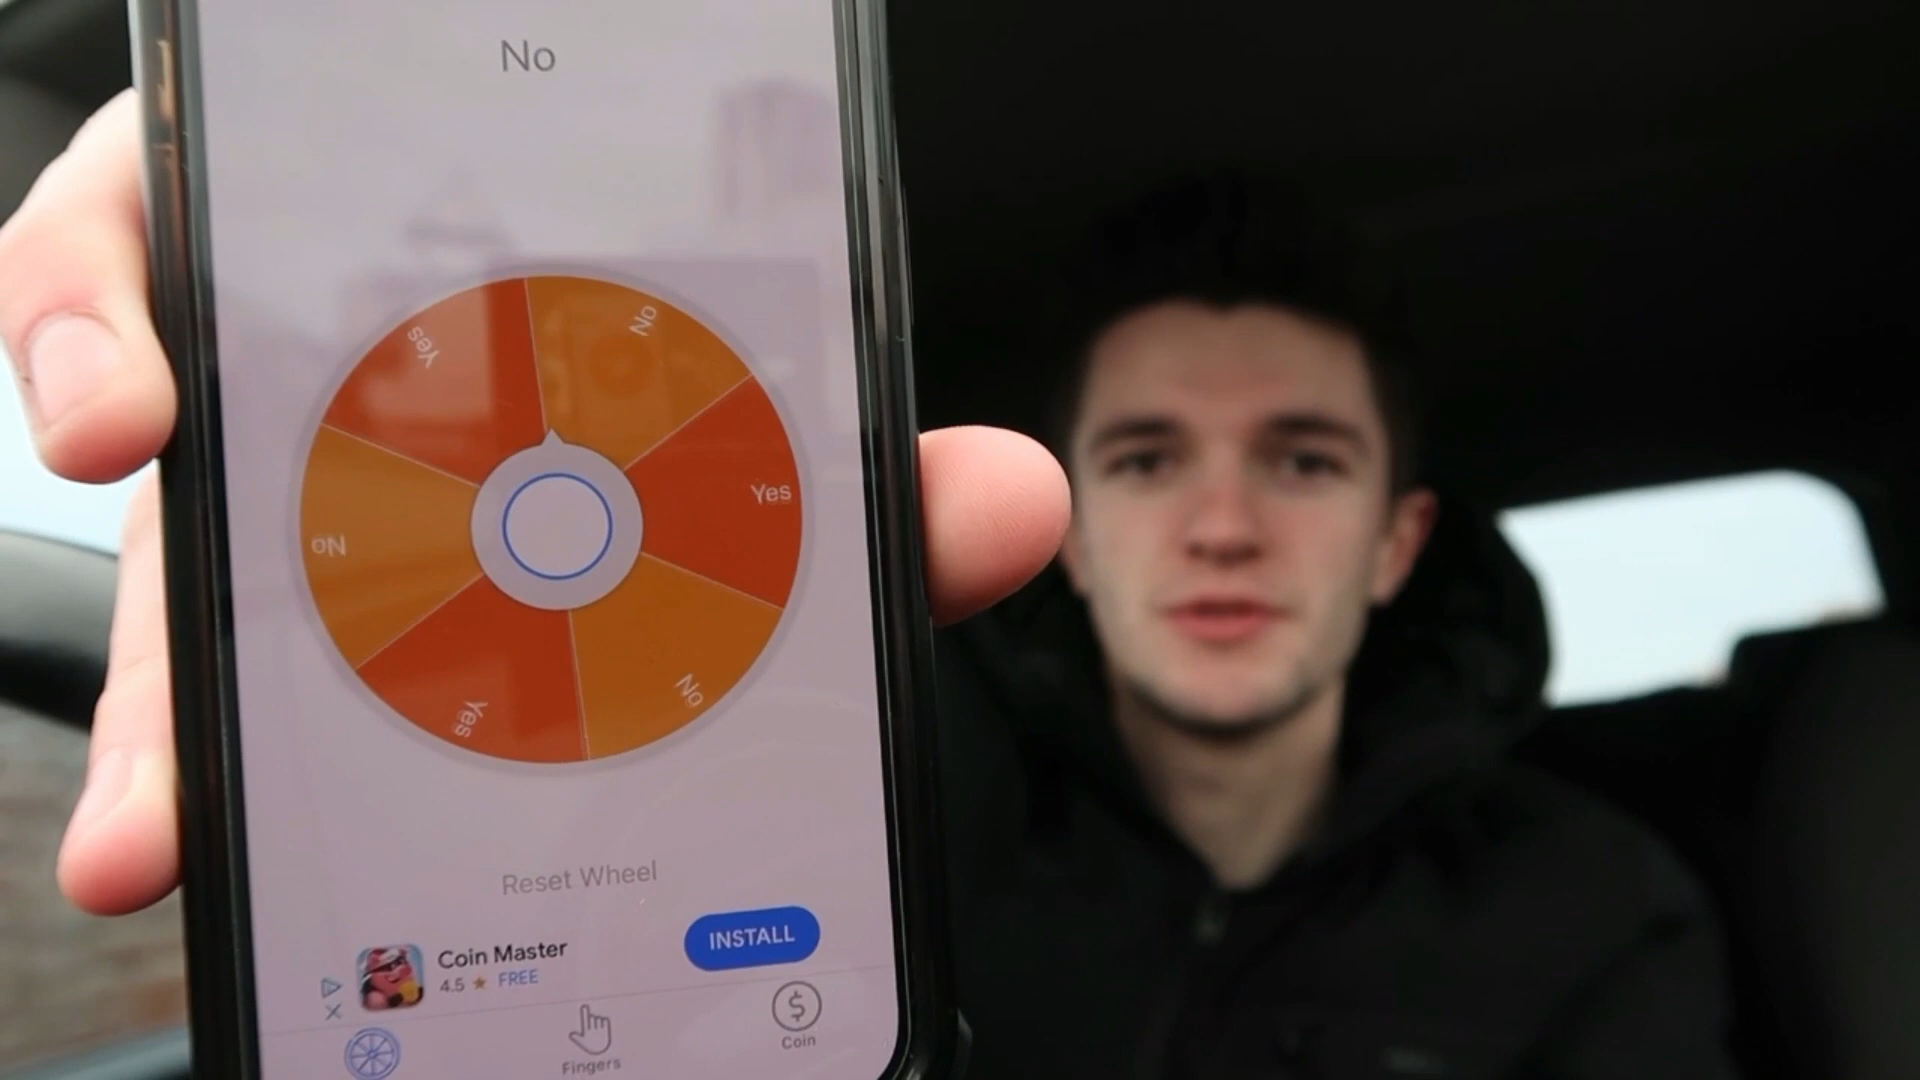 No
No
Yes
Yes
No
No
Yes
Reset Wheel
Coin Master
4.5 ★ FREE
INSTALL
Fingers
Coin